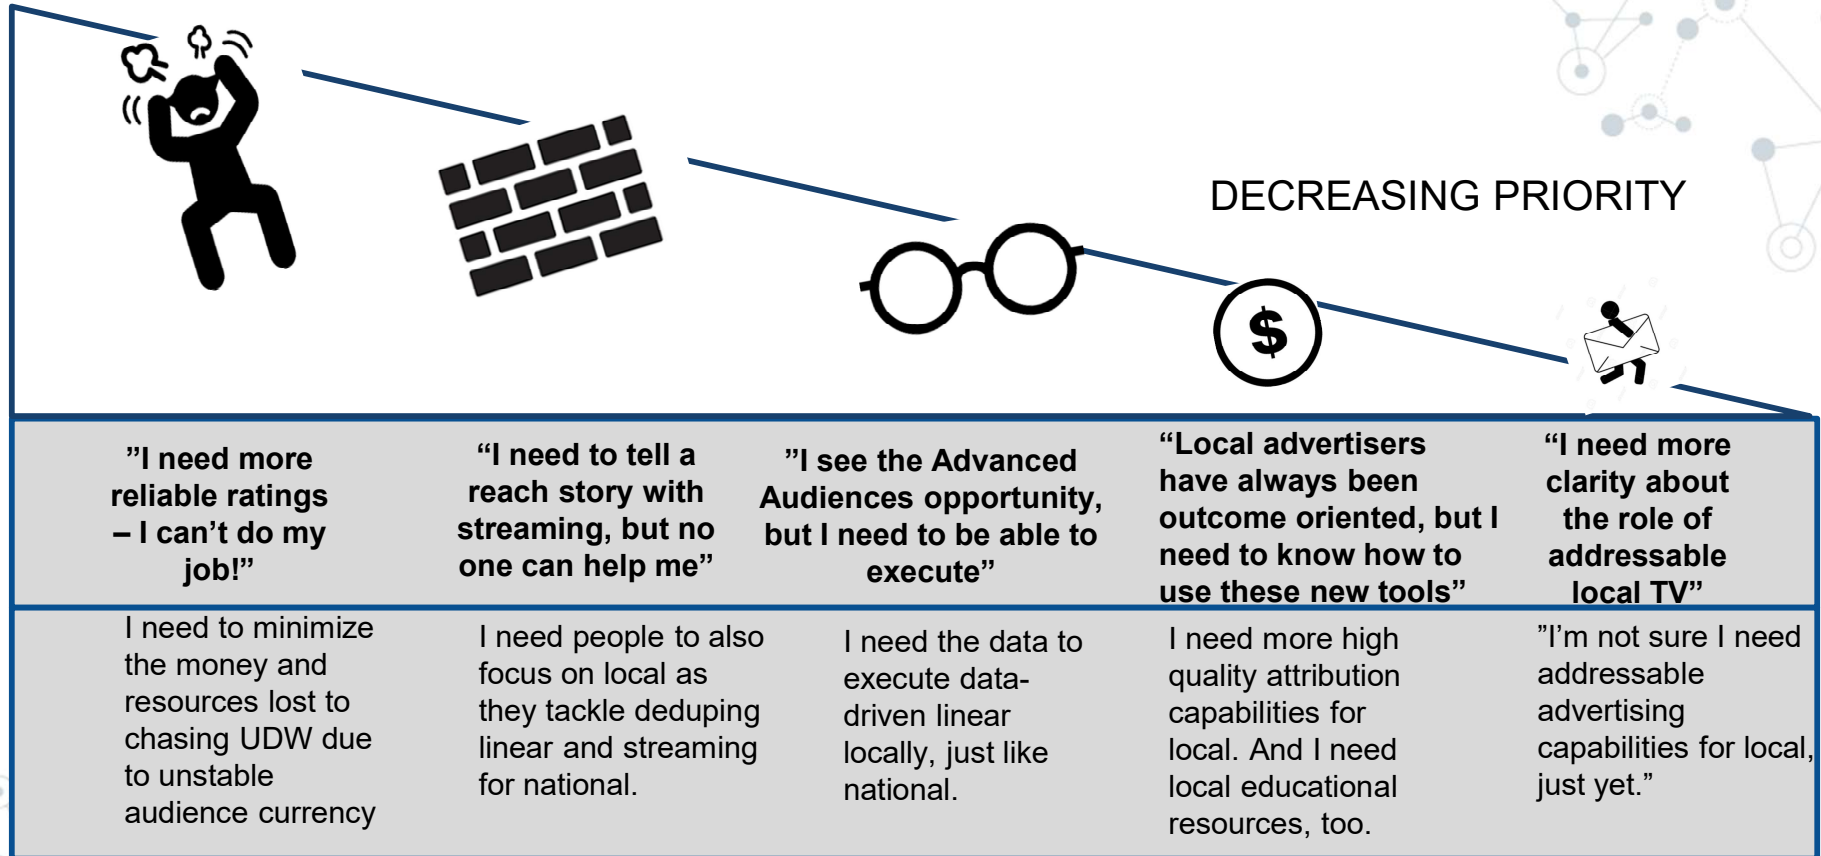 DECREASING PRIORITY
$
”I need more
reliable ratings
– I can’t do my
job!”
“I need to tell a
reach story with
streaming, but no
one can help me”
”I see the Advanced
Audiences opportunity,
but I need to be able to
execute”
“Local advertisers
have always been
outcome oriented, but I
need to know how to
use these new tools”
“I need more
clarity about
the role of
addressable
local TV”
I need to minimize
the money and
resources lost to
chasing UDW due
to unstable
audience currency
I need people to also
focus on local as
they tackle deduping
linear and streaming
for national.
I need the data to
execute data-
driven linear
locally, just like
national.
I need more high
quality attribution
capabilities for
local. And I need
local educational
resources, too.
”I’m not sure I need
addressable
advertising
capabilities for local,
just yet.”